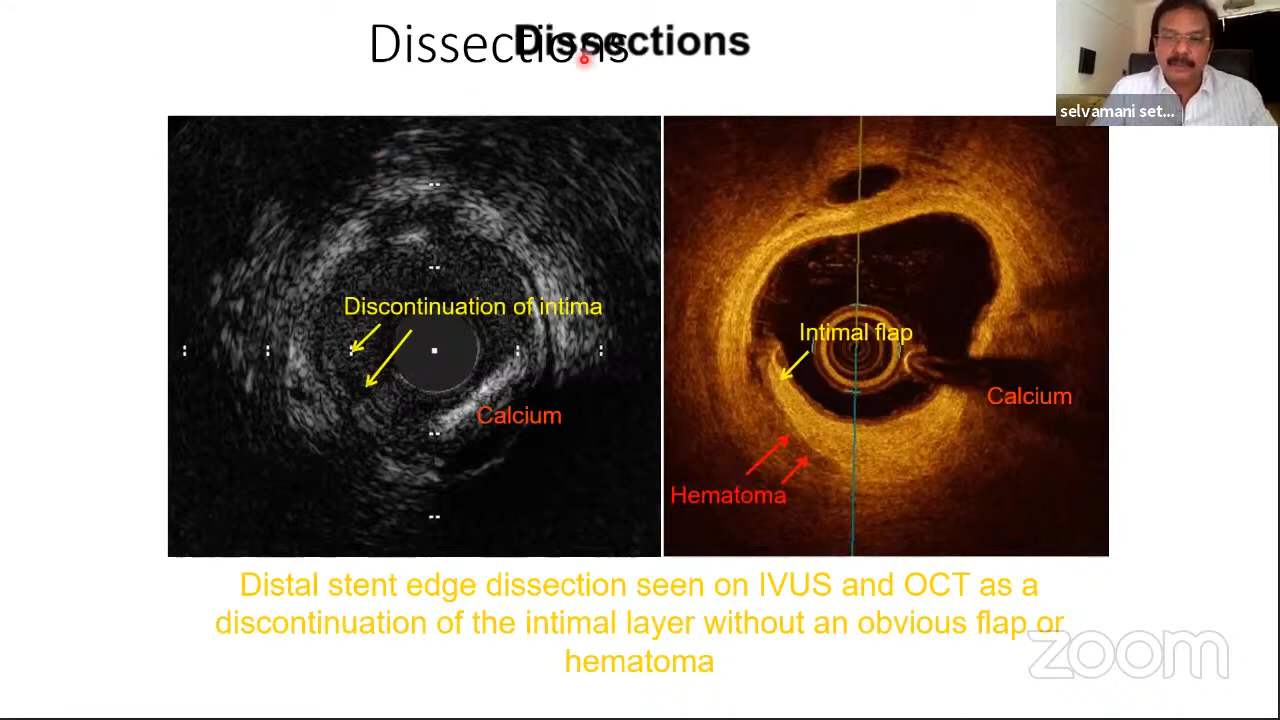 Dissections
Dissections
selvamani set...
Discontinuation of intima
Calcium
Intimal flap
Calcium
Hematoma
Distal stent edge dissection seen on IVUS and OCT as a
discontinuation of the intimal layer without an obvious flap or
hematoma
zoom